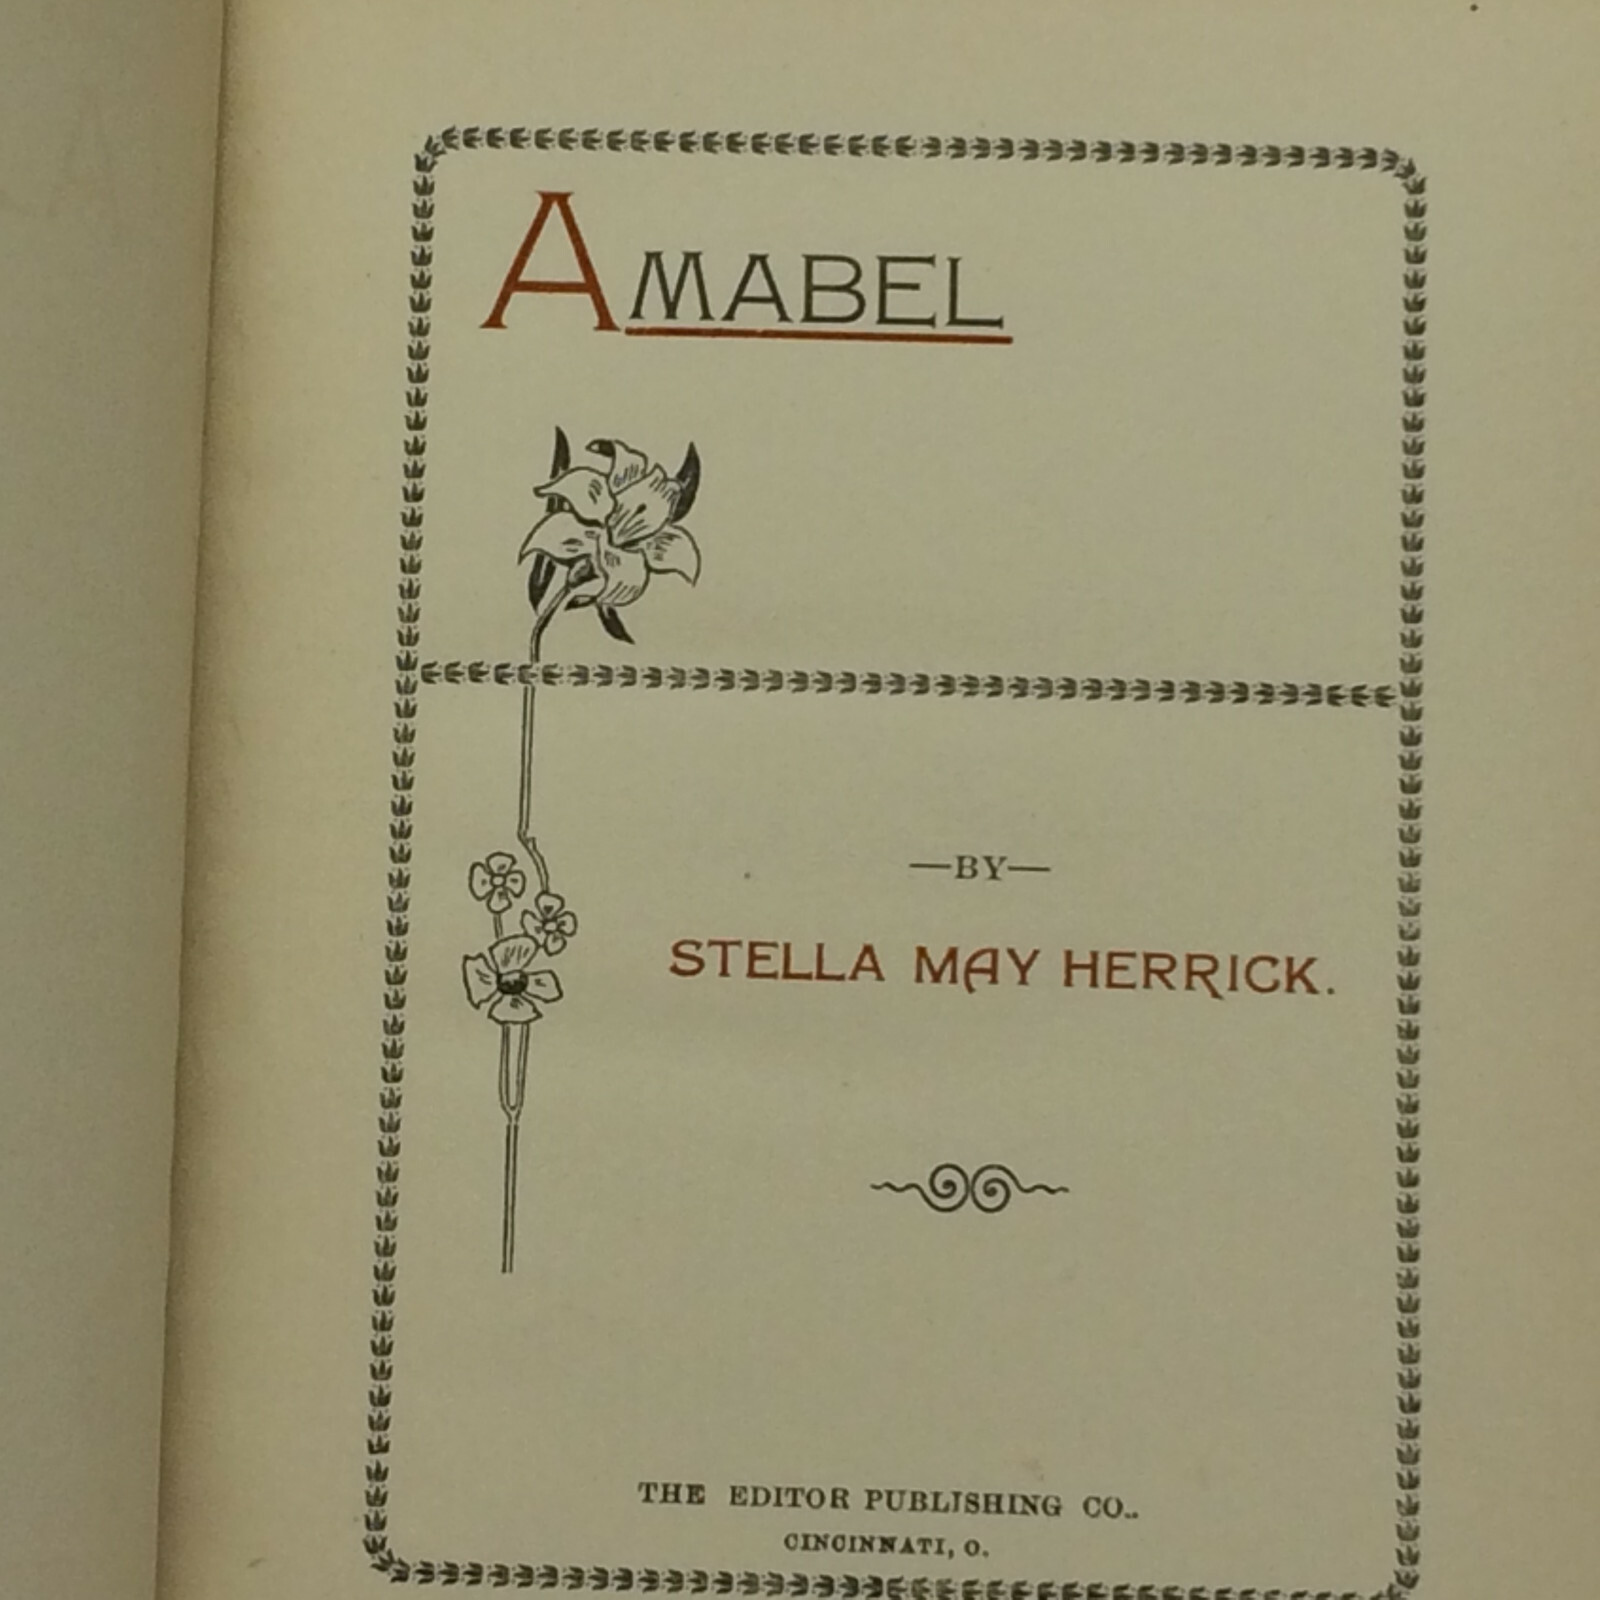 AMABEL
—BY—
STELLA MAY HERRICK.
THE EDITOR PUBLISHING CO..
CINCINNATI, O.